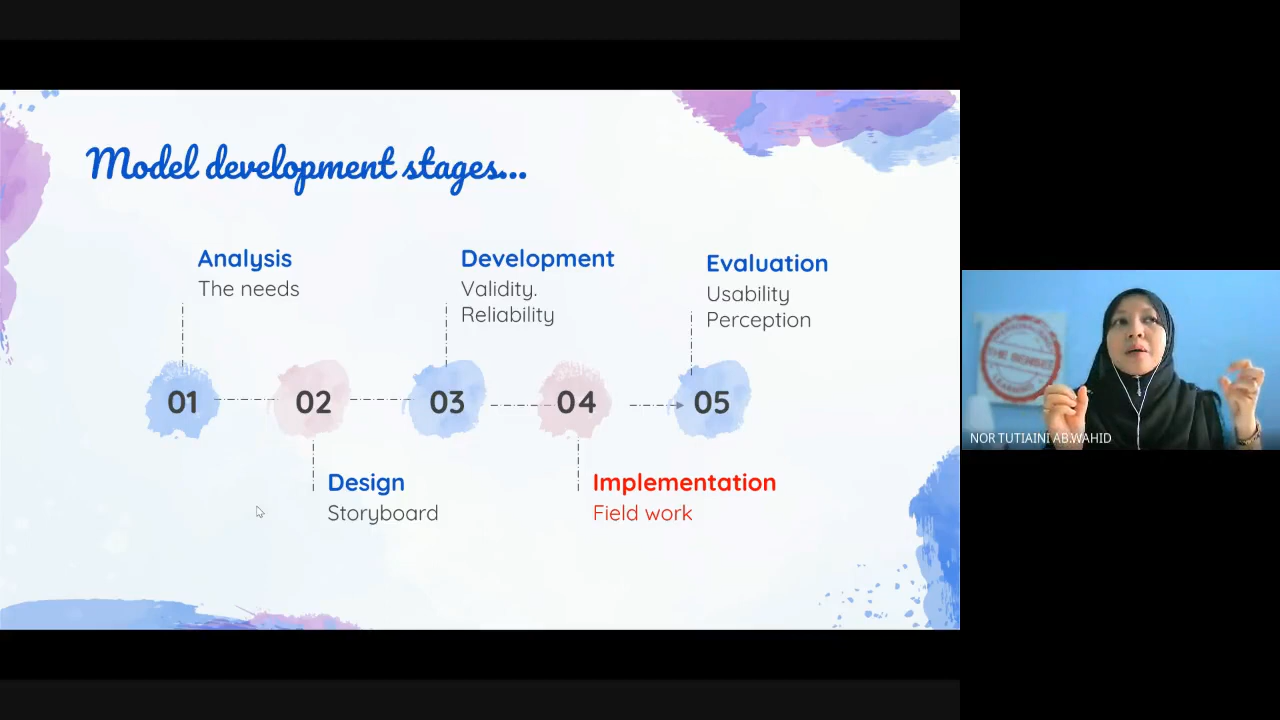 Model development stages...
Analysis
The needs
Development
Validity.
Reliability
Evaluation
Usability
Perception
01
02
03
04
05
Design
Storyboard
Implementation
Field work
NOR TUTIAINI AB.WAHID